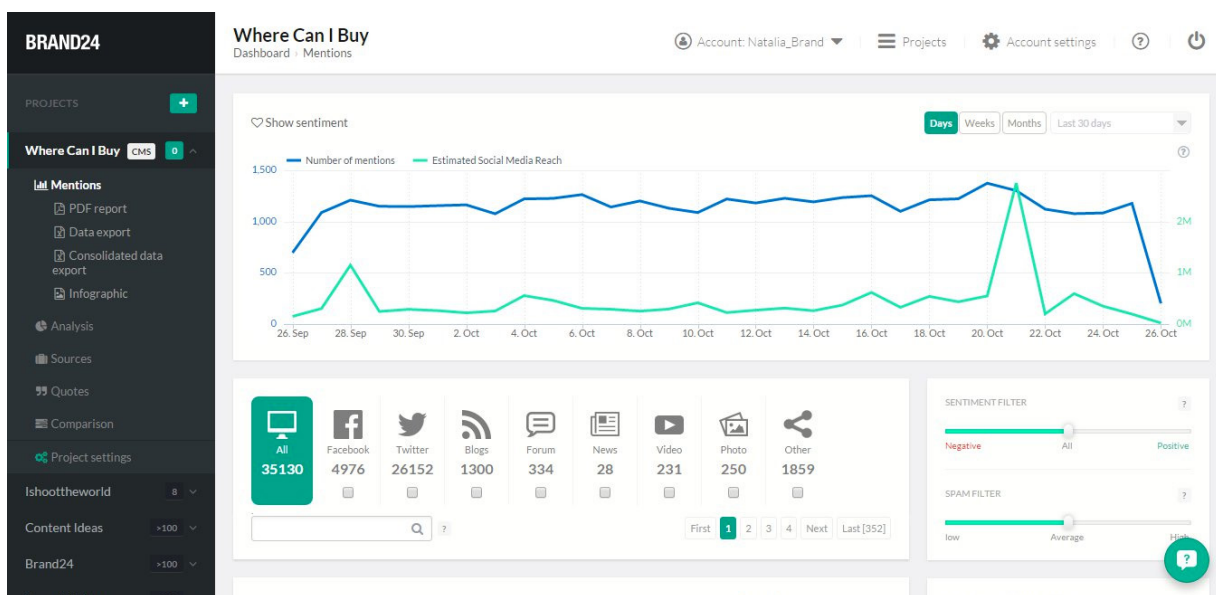 BRAND24
PROJECTS
+
Where Can I Buy CMS 0
Mentions
PDF report
Data export
Consolidated data
export
Infographic
Analysis
Sources
Quotes
Comparison
Project settings
Ishoottheworld 8
Content Ideas >100
Brand24 >100
Where Can I Buy
Dashboard › Mentions
Account: Natalia_Brand
Projects
Account settings
?
Show sentiment
Days Weeks Months Last 30 days
?
Number of mentions Estimated Social Media Reach
1.500
1.000
500
0
2M
1M
0M
26. Sep 28. Sep 30. Sep 2. Oct 4. Oct 6. Oct 8. Oct 10. Oct 12. Oct 14. Oct 16. Oct 18. Oct 20. Oct 22. Oct 24. Oct 26. Oct
All Facebook Twitter Blogs Forum News Video Photo Other
35130 4976 26152 1300 334 28 231 250 1859
?
First 1 2 3 4 Next Last [352]
SENTIMENT FILTER ?
Negative All Positive
SPAM FILTER ?
low Average High
?